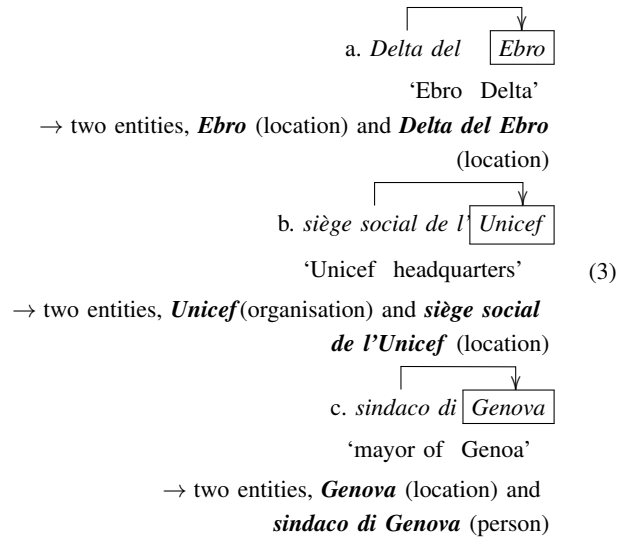 a. Delta del Ebro
‘Ebro Delta’
→ two entities, Ebro (location) and Delta del Ebro
(location)
b. siège social de l' Unicef
‘Unicef headquarters’ (3)
→ two entities, Unicef(organisation) and siège social
de l'Unicef (location)
c. sindaco di Genova
‘mayor of Genoa’
→ two entities, Genova (location) and
sindaco di Genova (person)